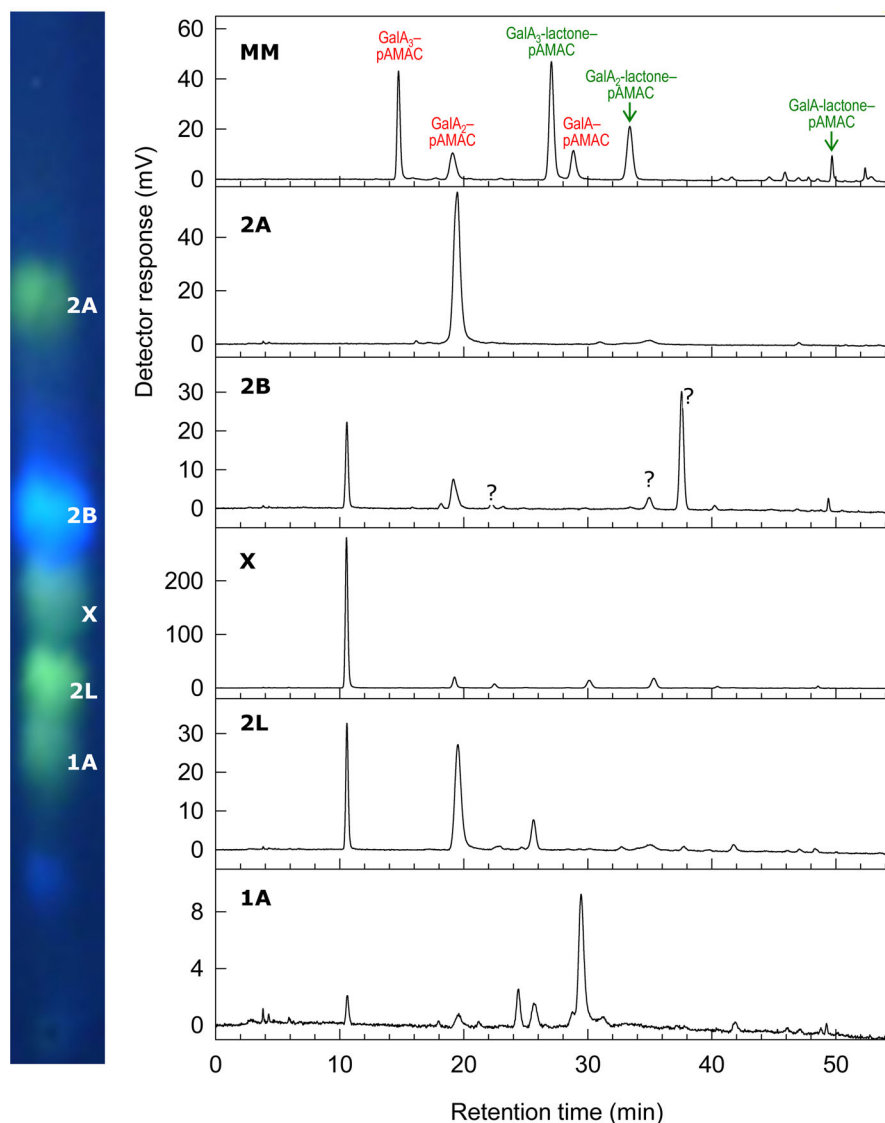 2A
2B
X
2L
1A
Detector response (mV)
MM
GalA₃–
pAMAC
GalA₂–
pAMAC
GalA₃-lactone–
pAMAC
GalA–
pAMAC
GalA₂-lactone–
pAMAC
GalA-lactone–
pAMAC
60
40
20
0
2A
40
20
0
2B
?
?
?
30
20
10
0
X
200
100
0
2L
30
20
10
0
1A
8
4
0
0 10 20 30 40 50
Retention time (min)